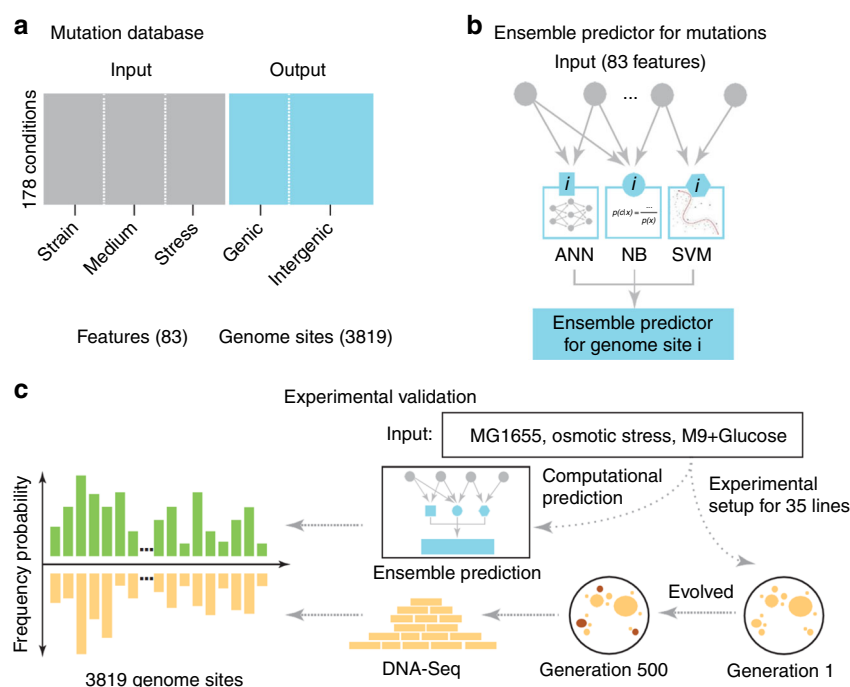 a Mutation database
Input Output
178 conditions
Strain Medium Stress Genic Intergenic
Features (83) Genome sites (3819)
b Ensemble predictor for mutations
Input (83 features)
...
i i i
p(c\x) = ... / p(x)
ANN NB SVM
Ensemble predictor
for genome site i
c Experimental validation
Input: MG1655, osmotic stress, M9+Glucose
Computational
prediction
Experimental
setup for 35 lines
Frequency probability
Ensemble prediction
Evolved
DNA-Seq Generation 500 Generation 1
3819 genome sites